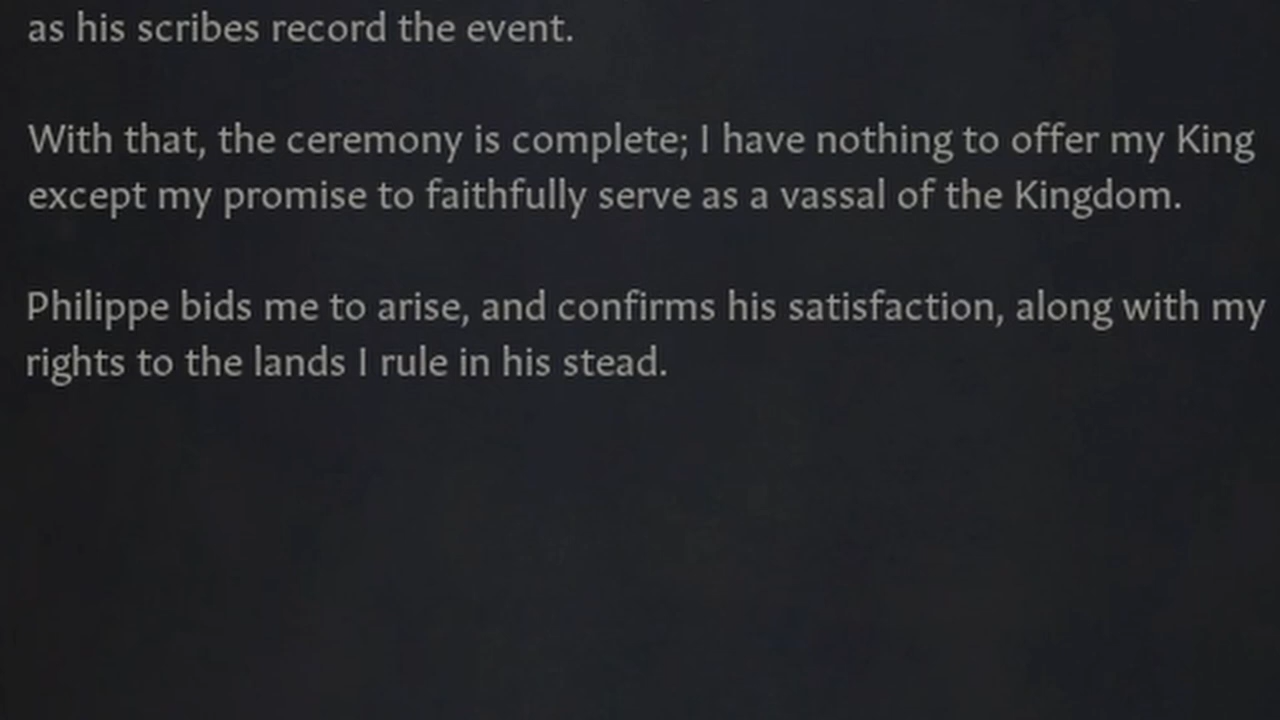 as his scribes record the event.
With that, the ceremony is complete; I have nothing to offer my King
except my promise to faithfully serve as a vassal of the Kingdom.
Philippe bids me to arise, and confirms his satisfaction, along with my
rights to the lands I rule in his stead.